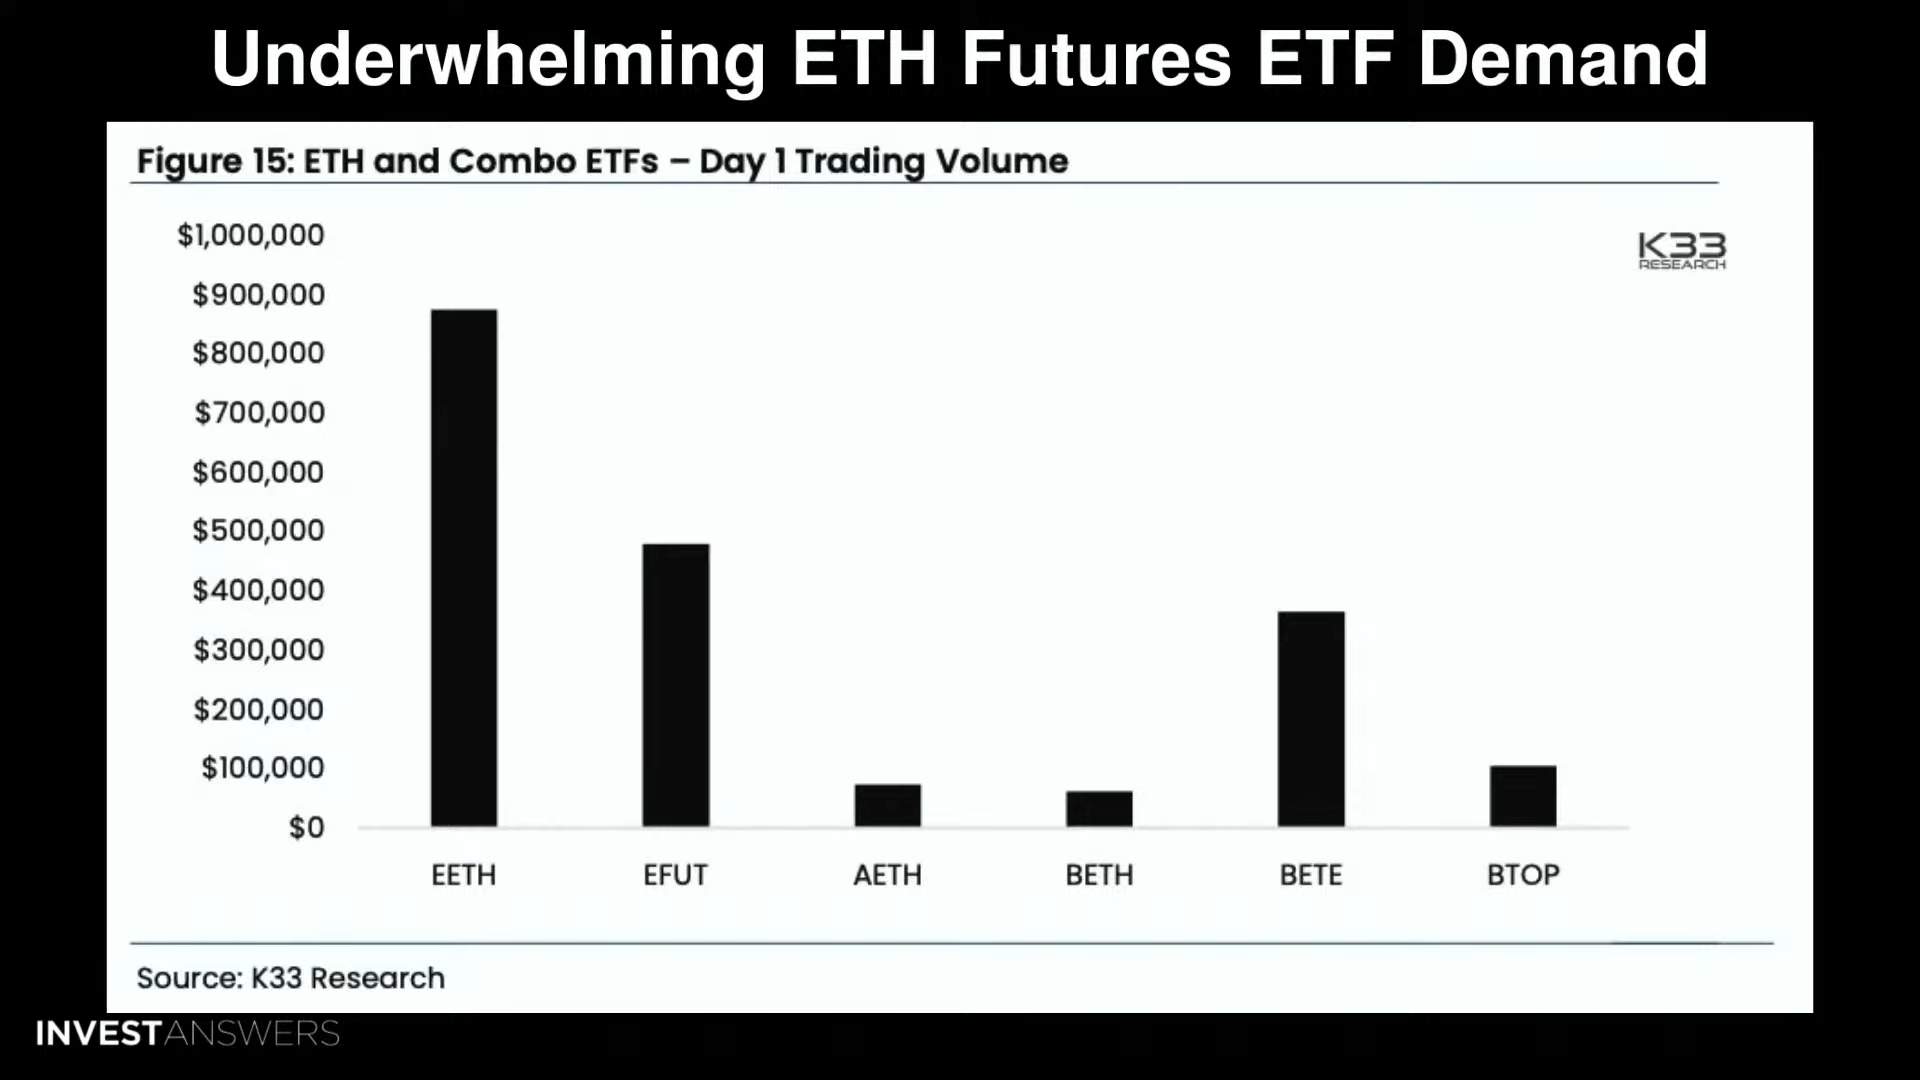 Underwhelming ETH Futures ETF Demand
Figure 15: ETH and Combo ETFs – Day 1 Trading Volume
K33
RESEARCH
$1,000,000
$900,000
$800,000
$700,000
$600,000
$500,000
$400,000
$300,000
$200,000
$100,000
$0
EETH EFUT AETH BETH BETE BTOP
Source: K33 Research
INVESTANSWERS